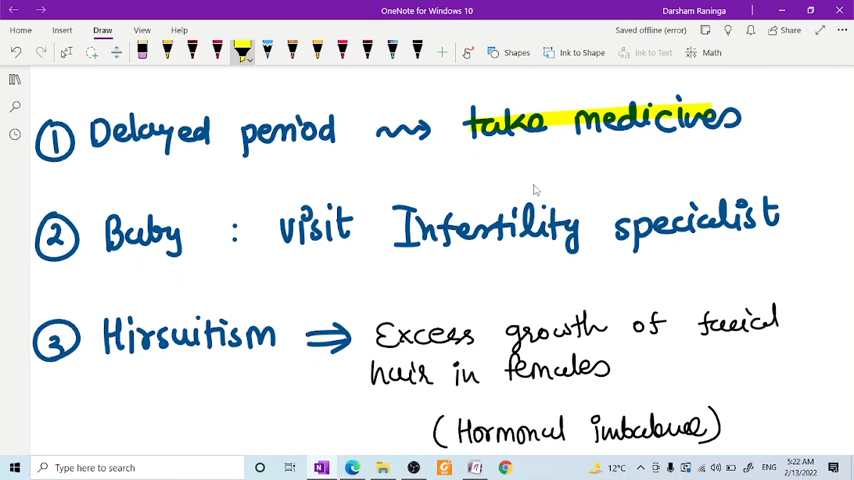 OneNote for Windows 10
Darsham Raninga
Home Insert Draw View Help
Saved offline (error)
Shapes Ink to Shape Ink to Text Math
① Delayed period ⇝ take medicines
② Baby : visit Infertility specialist
③ Hirsuitism ⇒ Excess growth of facial
hair in females
(Hormonal imbalance)
Type here to search
12°C
ENG
5:22 AM
2/13/2022